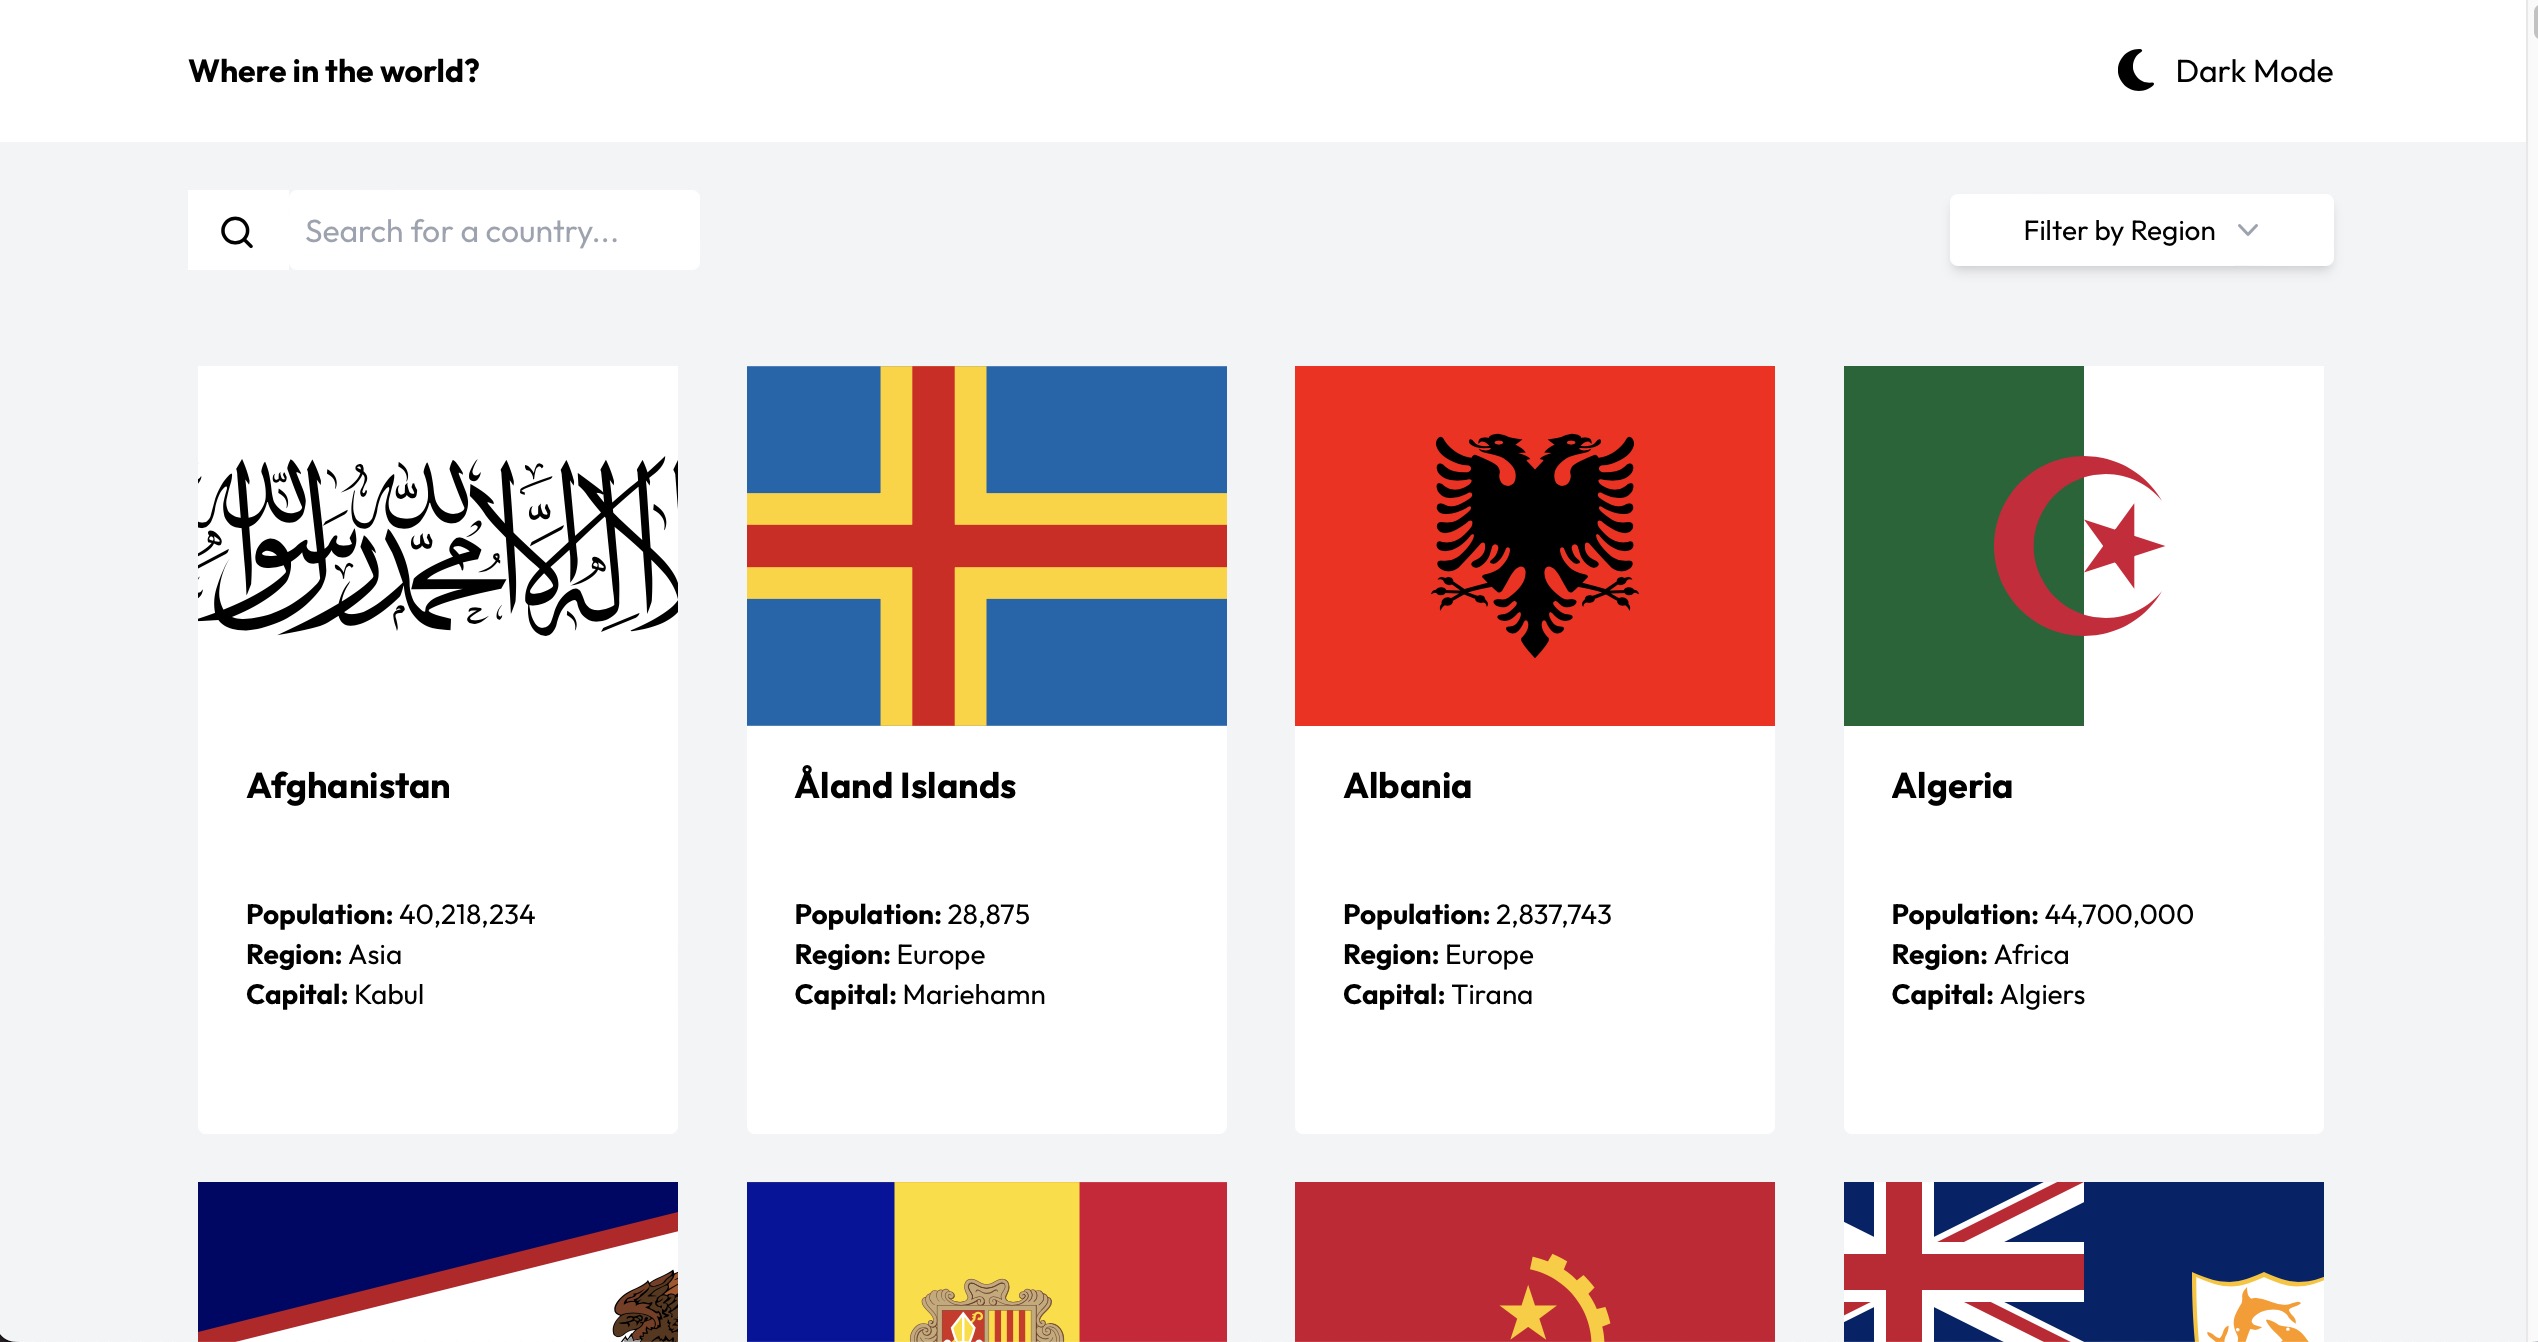 Where in the world?
Dark Mode
Search for a country...
Filter by Region
لا إله إلا الله محمد رسول الله
Afghanistan
Population: 40,218,234
Region: Asia
Capital: Kabul
Åland Islands
Population: 28,875
Region: Europe
Capital: Mariehamn
Albania
Population: 2,837,743
Region: Europe
Capital: Tirana
Algeria
Population: 44,700,000
Region: Africa
Capital: Algiers